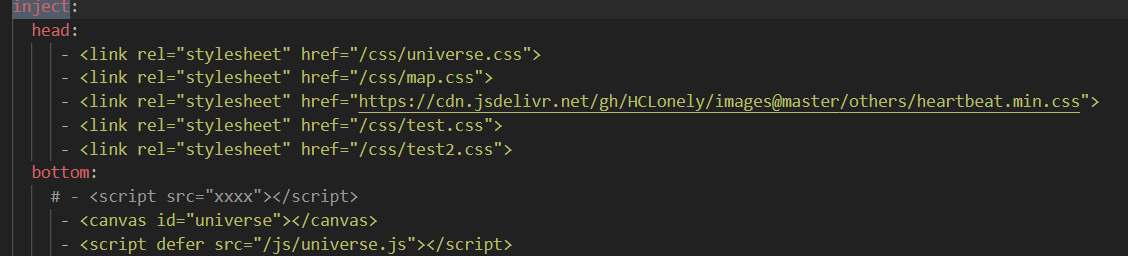 inject:
head:
- <link rel="stylesheet" href="/css/universe.css">
- <link rel="stylesheet" href="/css/map.css">
- <link rel="stylesheet" href="https://cdn.jsdelivr.net/gh/HCLonely/images@master/others/heartbeat.min.css">
- <link rel="stylesheet" href="/css/test.css">
- <link rel="stylesheet" href="/css/test2.css">
bottom:
# - <script src="xxxx"></script>
- <canvas id="universe"></canvas>
- <script defer src="/js/universe.js"></script>